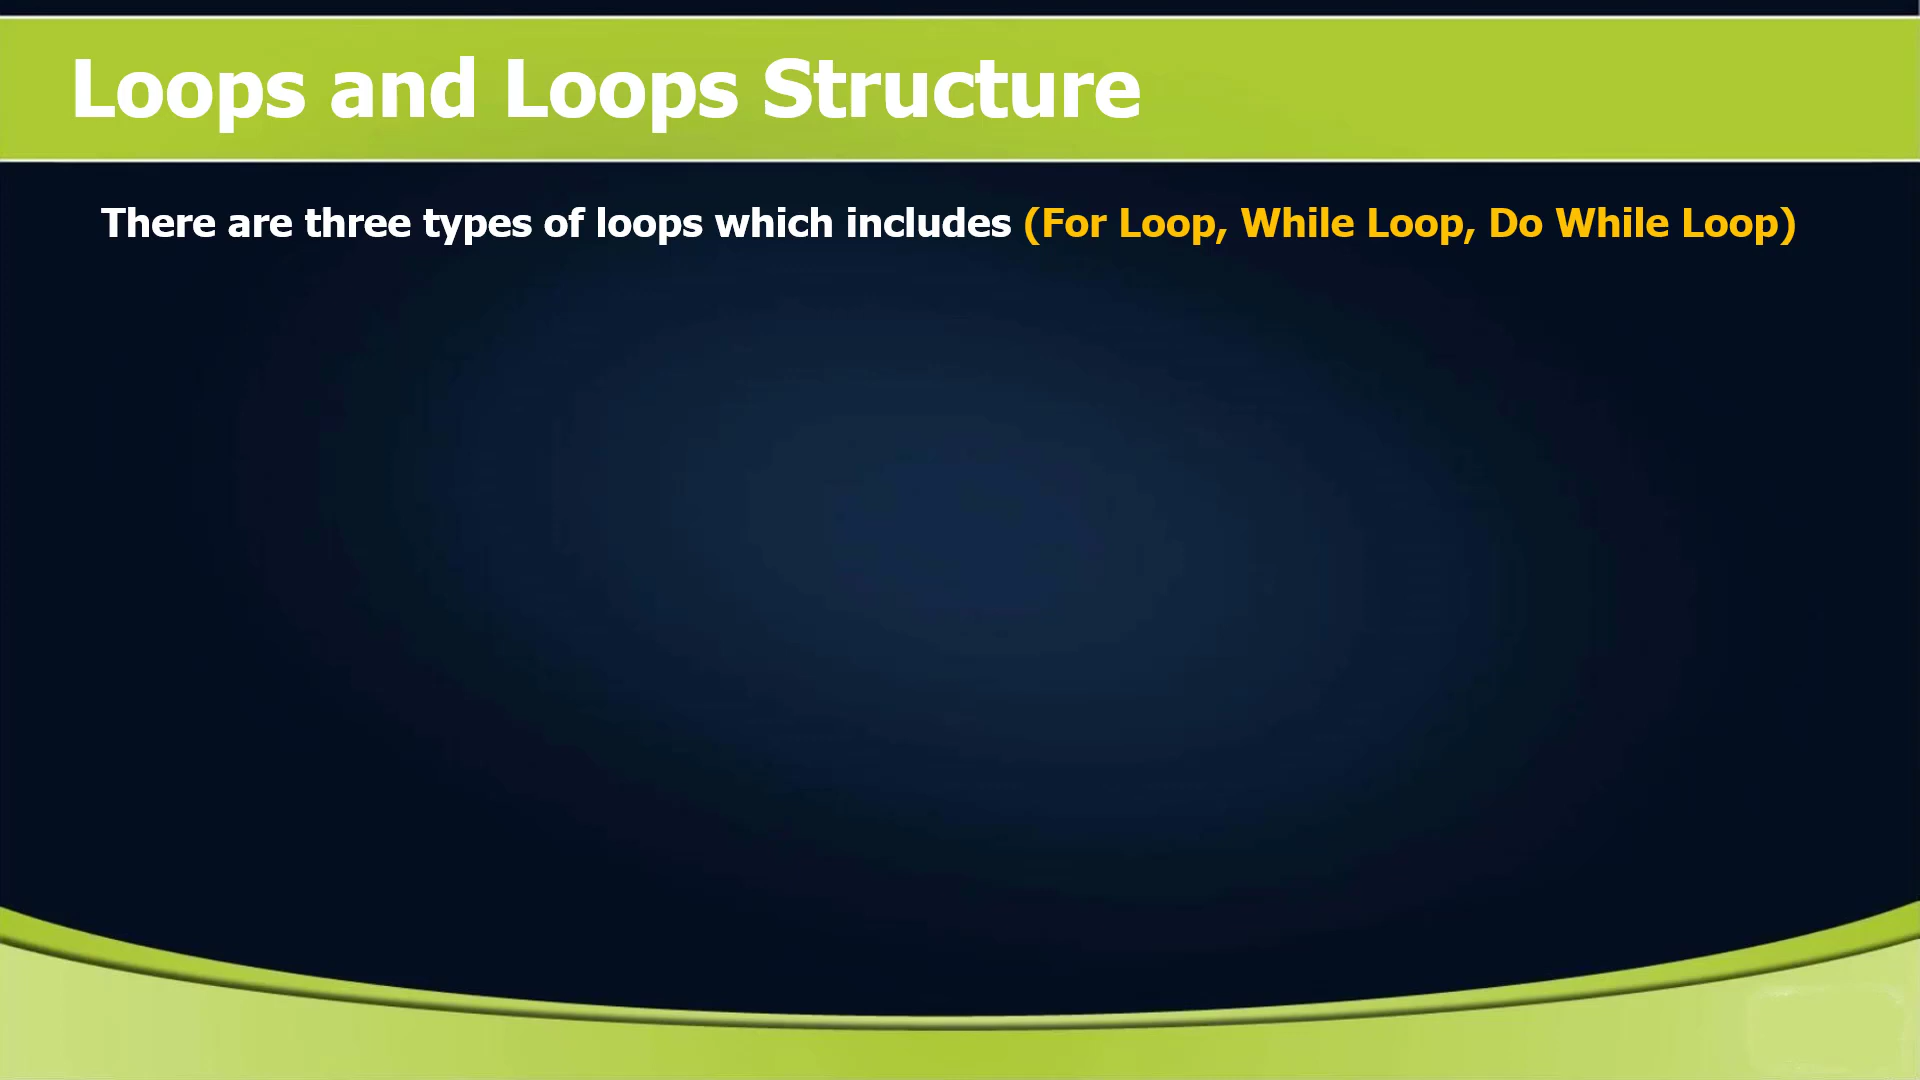 Loops and Loops Structure
There are three types of loops which includes (For Loop, While Loop, Do While Loop)